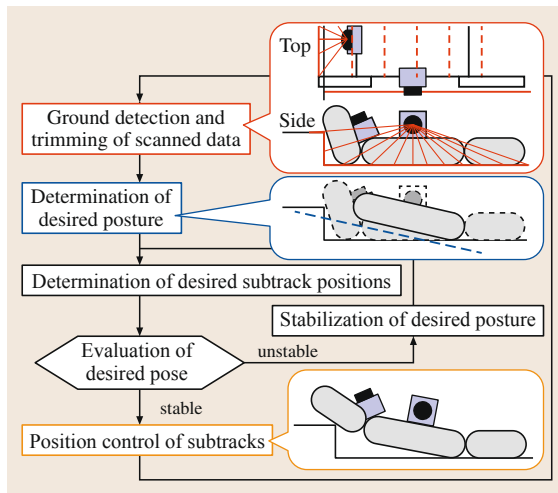 Top
Side
Ground detection and
trimming of scanned data
Determination of
desired posture
Determination of desired subtrack positions
Stabilization of desired posture
Evaluation of
desired pose
unstable
stable
Position control of subtracks